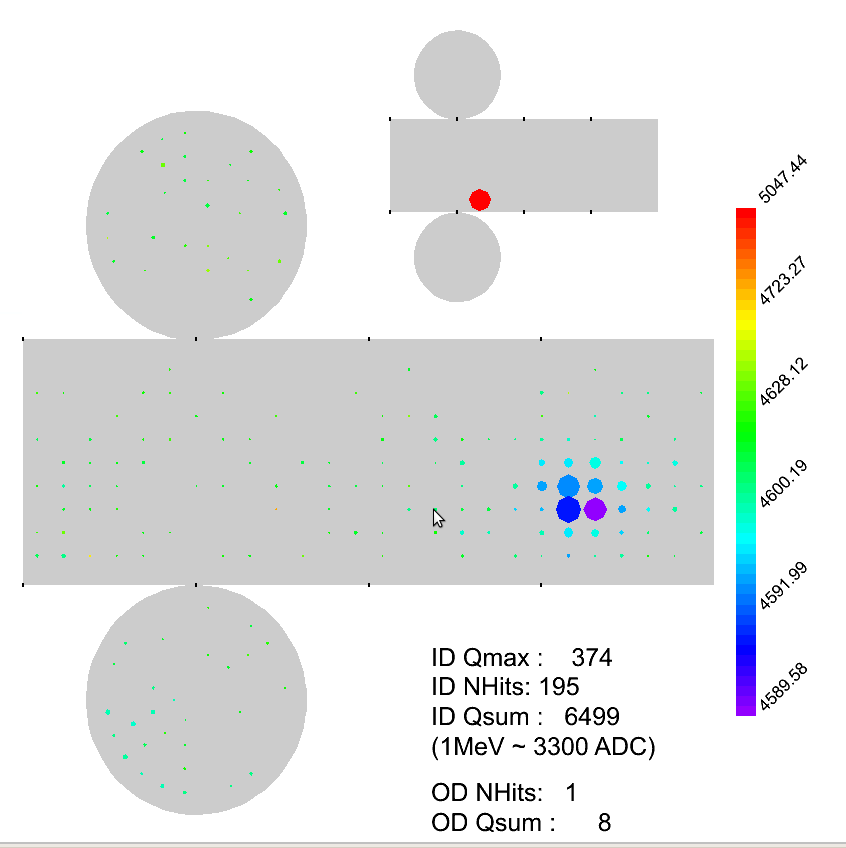 5047.44
4723.27
4628.12
4600.19
4591.99
4589.58
ID Qmax : 374
ID NHits: 195
ID Qsum : 6499
(1MeV ~ 3300 ADC)
OD NHits: 1
OD Qsum : 8